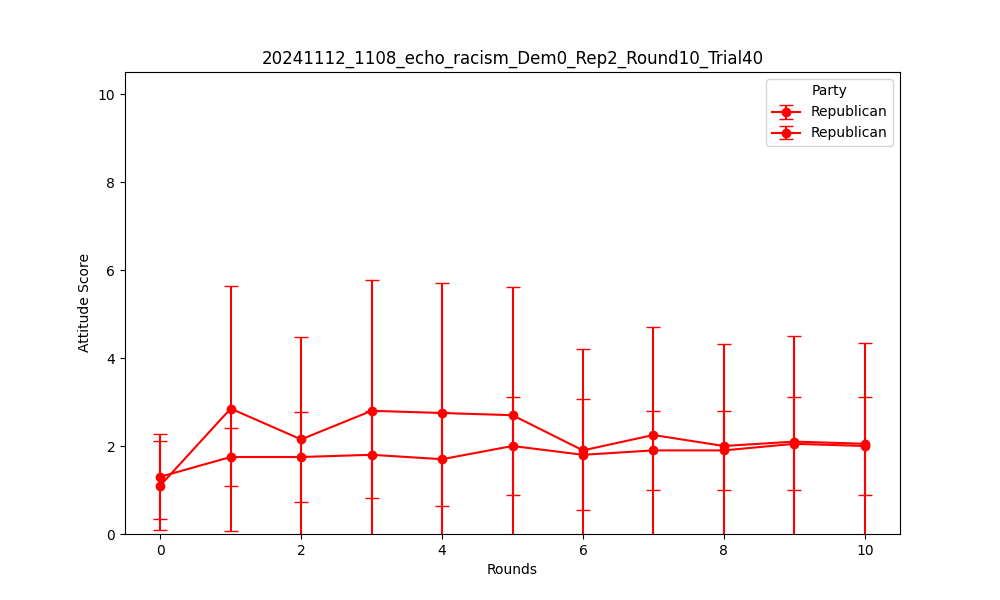 20241112_1108_echo_racism_Dem0_Rep2_Round10_Trial40
Party
Republican
Republican
Attitude Score
10
8
6
4
2
0
0 2 4 6 8 10
Rounds